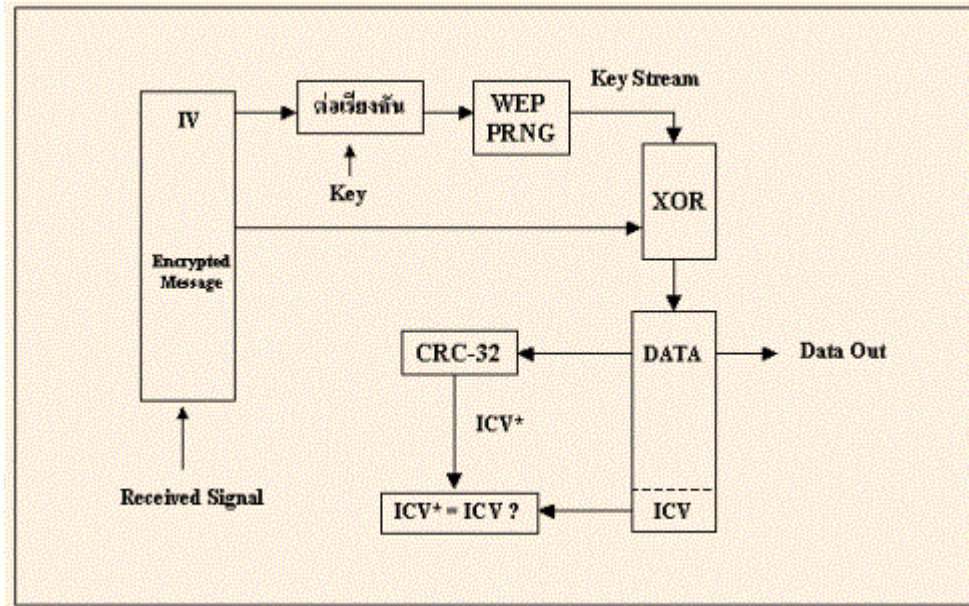 IV
ต่อเรียงกัน
WEP
PRNG
Key Stream
Key
XOR
Encrypted
Message
CRC-32
DATA
Data Out
ICV*
Received Signal
ICV* = ICV ?
ICV